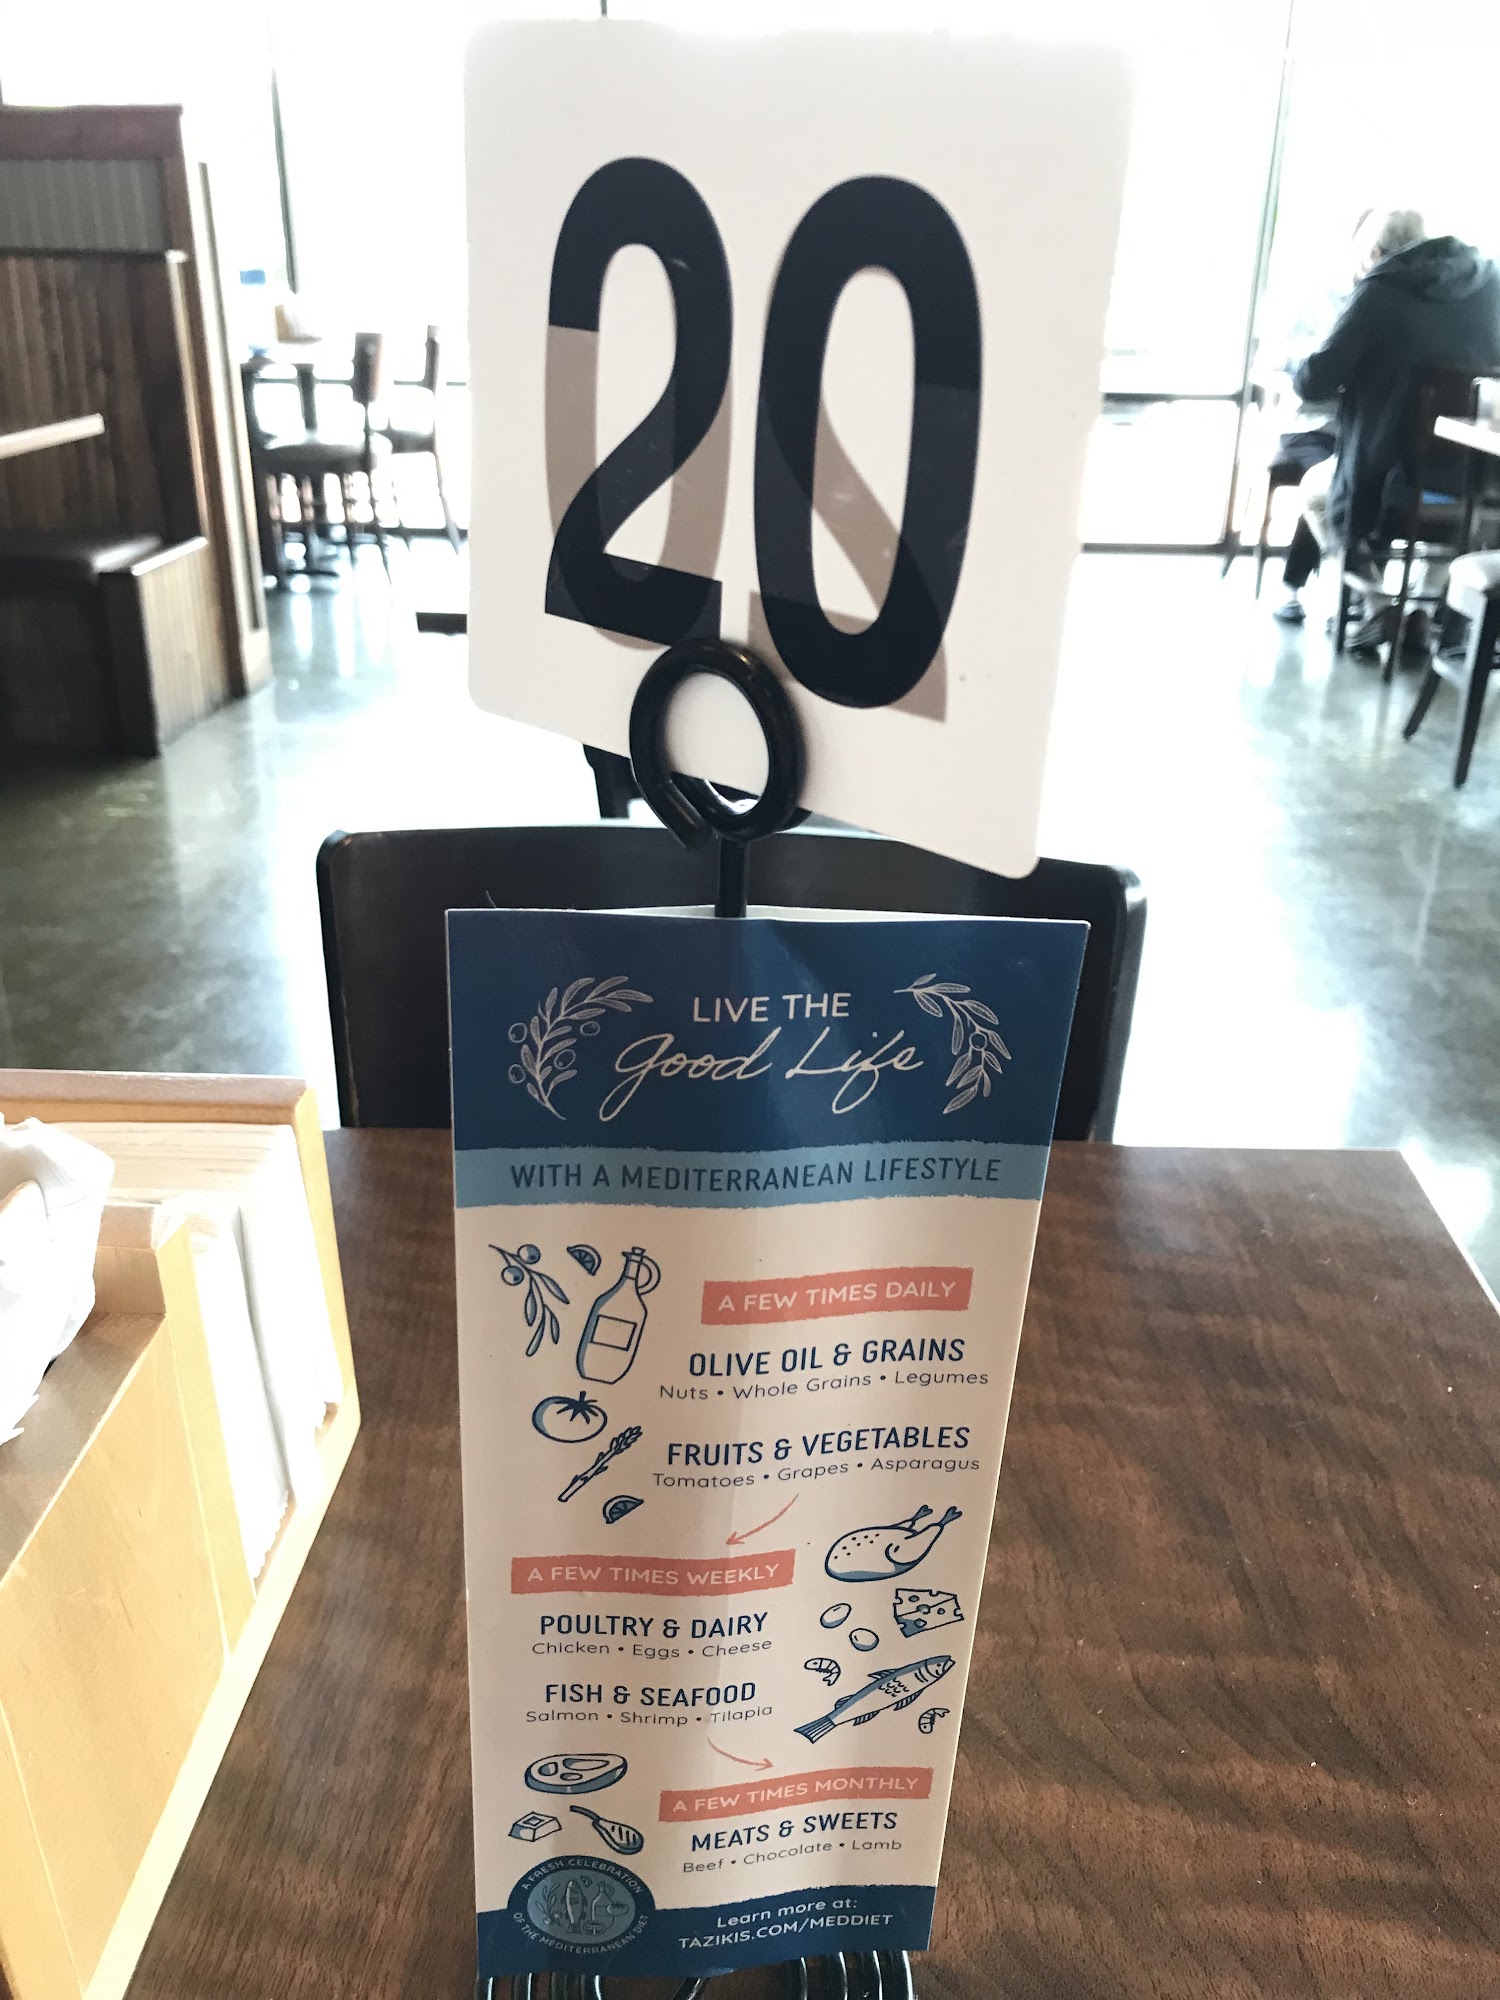 20
LIVE THE
Good Life
WITH A MEDITERRANEAN LIFESTYLE
A FEW TIMES DAILY
OLIVE OIL & GRAINS
Nuts • Whole Grains • Legumes
FRUITS & VEGETABLES
Tomatoes • Grapes • Asparagus
A FEW TIMES WEEKLY
POULTRY & DAIRY
Chicken • Eggs • Cheese
FISH & SEAFOOD
Salmon • Shrimp • Tilapia
A FEW TIMES MONTHLY
MEATS & SWEETS
Beef • Chocolate • Lamb
A FRESH CELEBRATION
OF THE MEDITERRANEAN DIET
Learn more at:
TAZIKIS.COM/MEDDIET